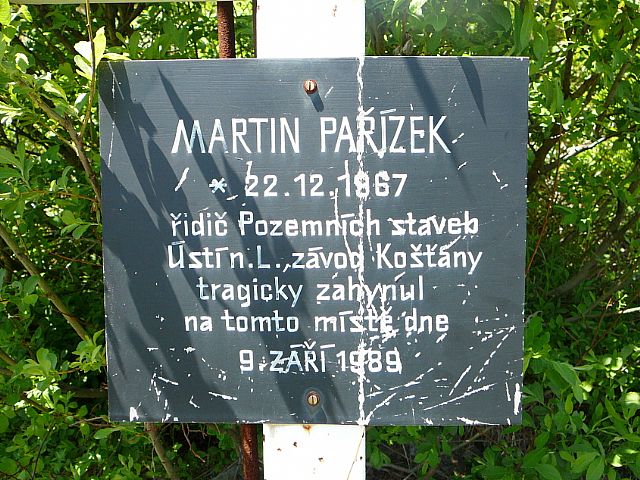 MARTIN PAŘÍZEK
* 22.12.1967
řidič Pozemních staveb
Ústí n.L., závod Košťany
tragicky zahynul
na tomto místě dne
9. ZÁŘÍ 1989